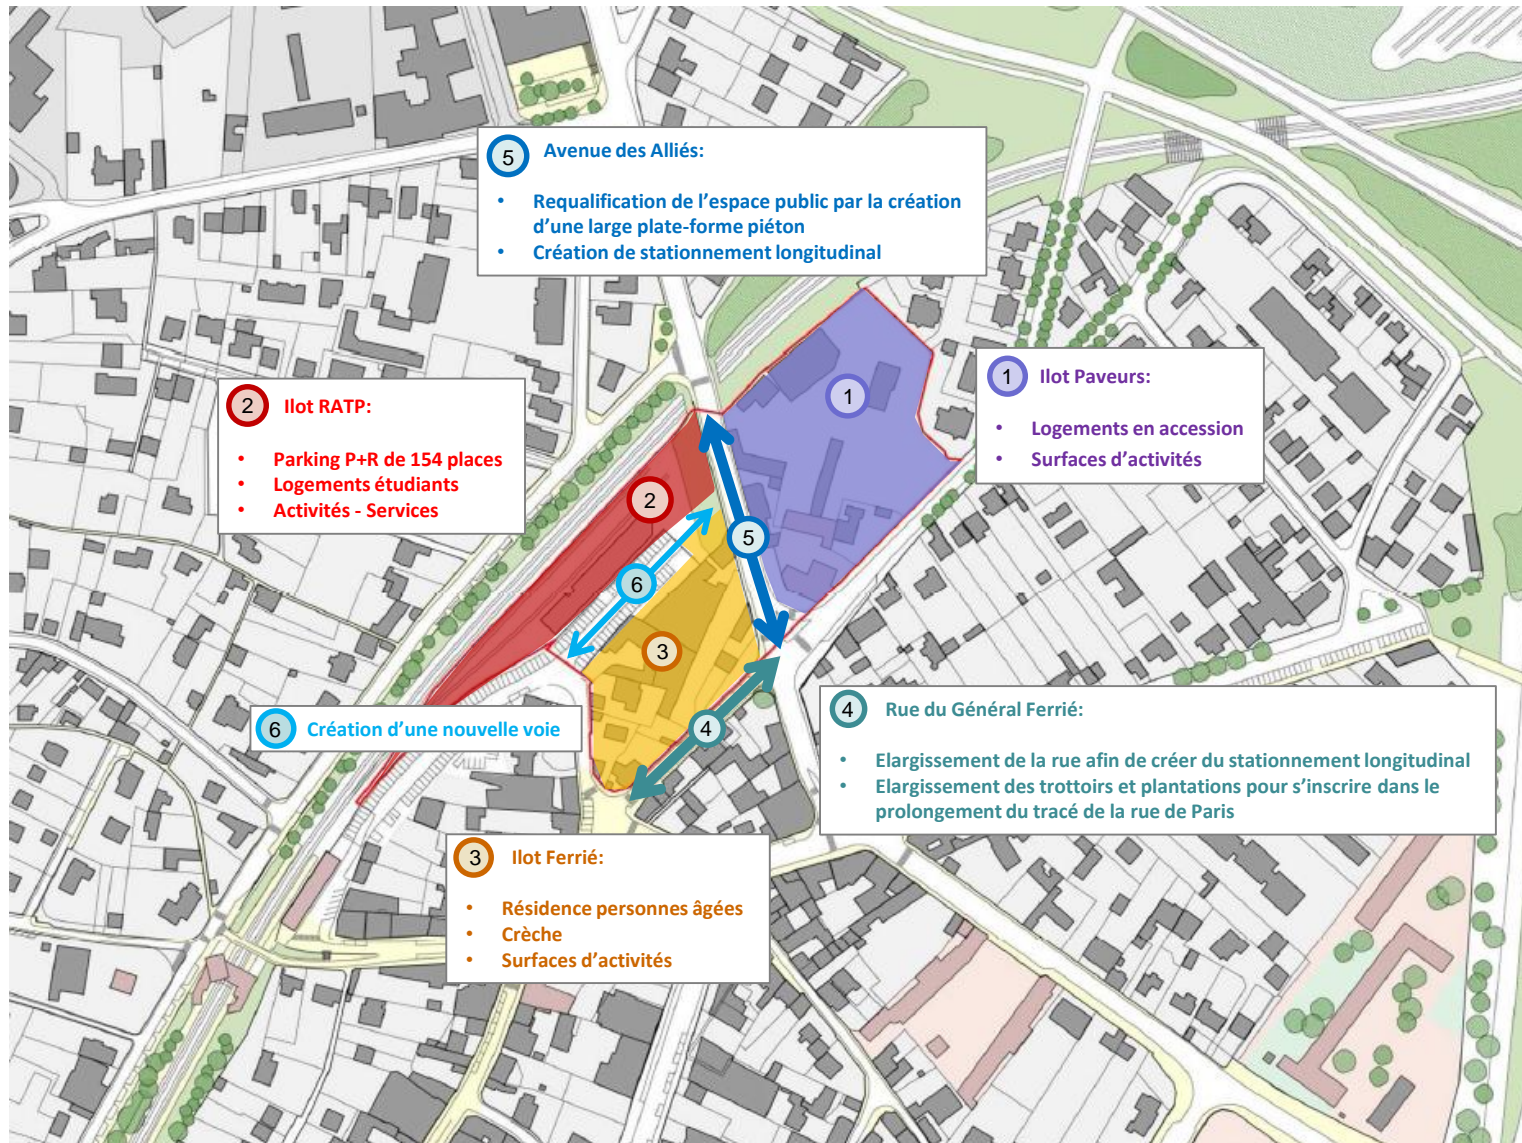 5 Avenue des Alliés:
• Requalification de l'espace public par la création
d'une large plate-forme piéton
• Création de stationnement longitudinal
1 Ilot Paveurs:
• Logements en accession
• Surfaces d'activités
2 Ilot RATP:
• Parking P+R de 154 places
• Logements étudiants
• Activités - Services
1
2
5
6
3
4
6 Création d'une nouvelle voie
4 Rue du Général Ferrié:
• Elargissement de la rue afin de créer du stationnement longitudinal
• Elargissement des trottoirs et plantations pour s'inscrire dans le
prolongement du tracé de la rue de Paris
3 Ilot Ferrié:
• Résidence personnes âgées
• Crèche
• Surfaces d'activités